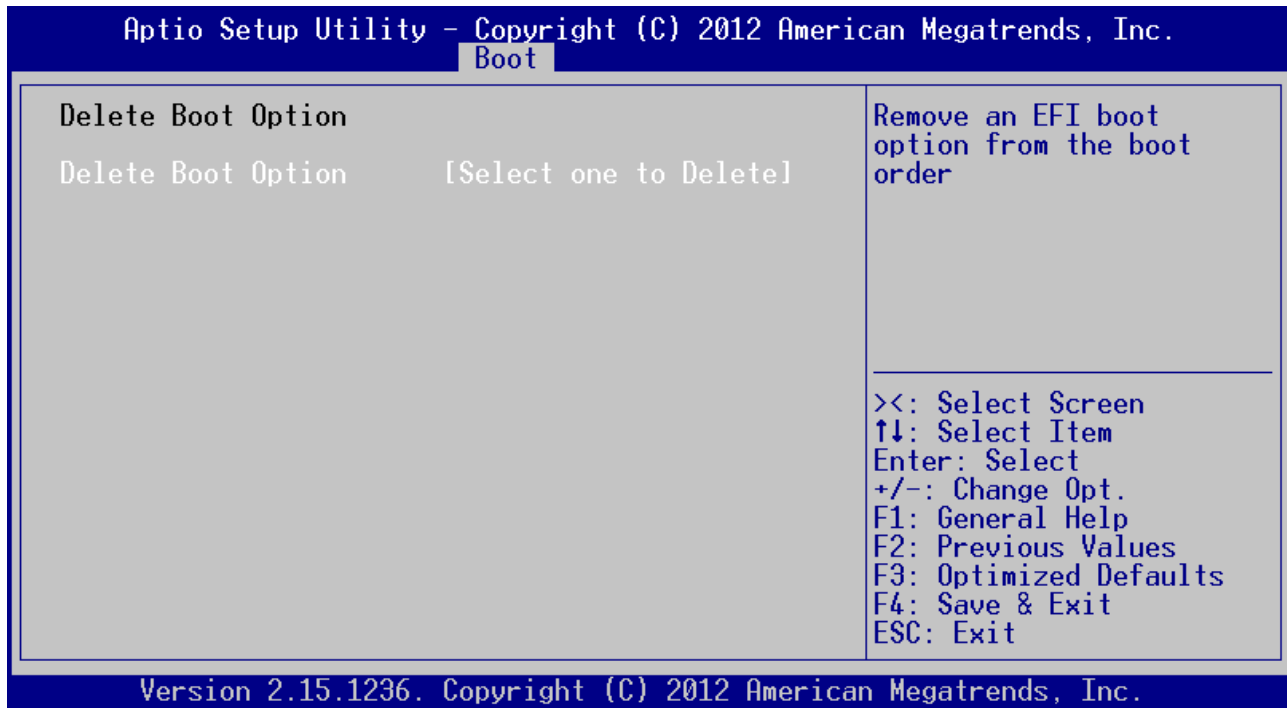 Aptio Setup Utility - Copyright (C) 2012 American Megatrends, Inc.
Boot
Delete Boot Option
Delete Boot Option [Select one to Delete]
Remove an EFI boot
option from the boot
order
><: Select Screen
↑↓: Select Item
Enter: Select
+/-: Change Opt.
F1: General Help
F2: Previous Values
F3: Optimized Defaults
F4: Save & Exit
ESC: Exit
Version 2.15.1236. Copyright (C) 2012 American Megatrends, Inc.